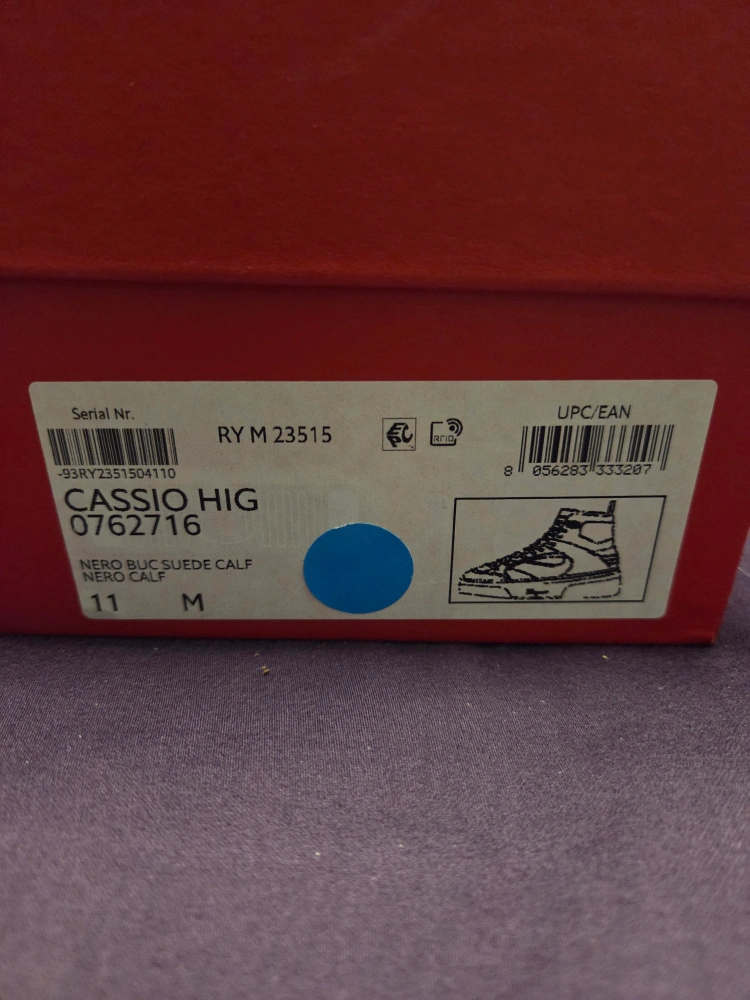 Serial Nr.
-93RY2351504110
RY M 23515
RFID
UPC/EAN
8 056283 333207
CASSIO HIG
0762716
NERO BUC SUEDE CALF
NERO CALF
11 M